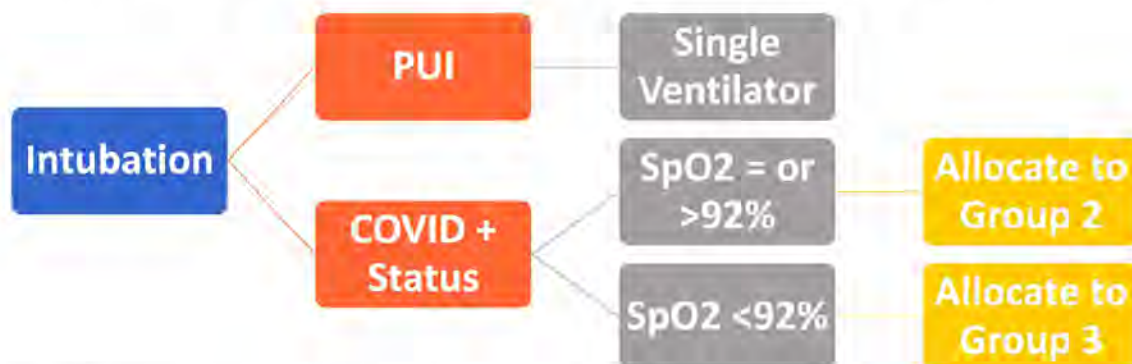 Intubation
PUI
Single
Ventilator
COVID +
Status
SpO2 = or
>92%
Allocate to
Group 2
SpO2 <92%
Allocate to
Group 3